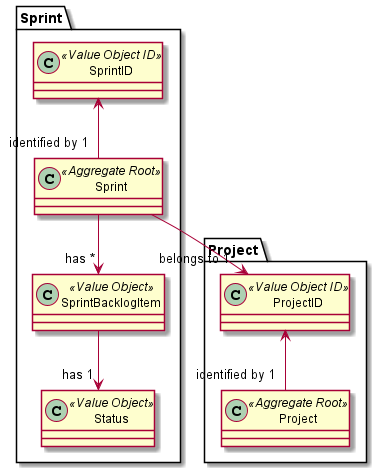 Sprint
C «Value Object ID»
SprintID
identified by 1
C «Aggregate Root»
Sprint
has *
belongs to 1
Project
C «Value Object»
SprintBacklogItem
C «Value Object ID»
ProjectID
has 1
identified by 1
C «Value Object»
Status
C «Aggregate Root»
Project